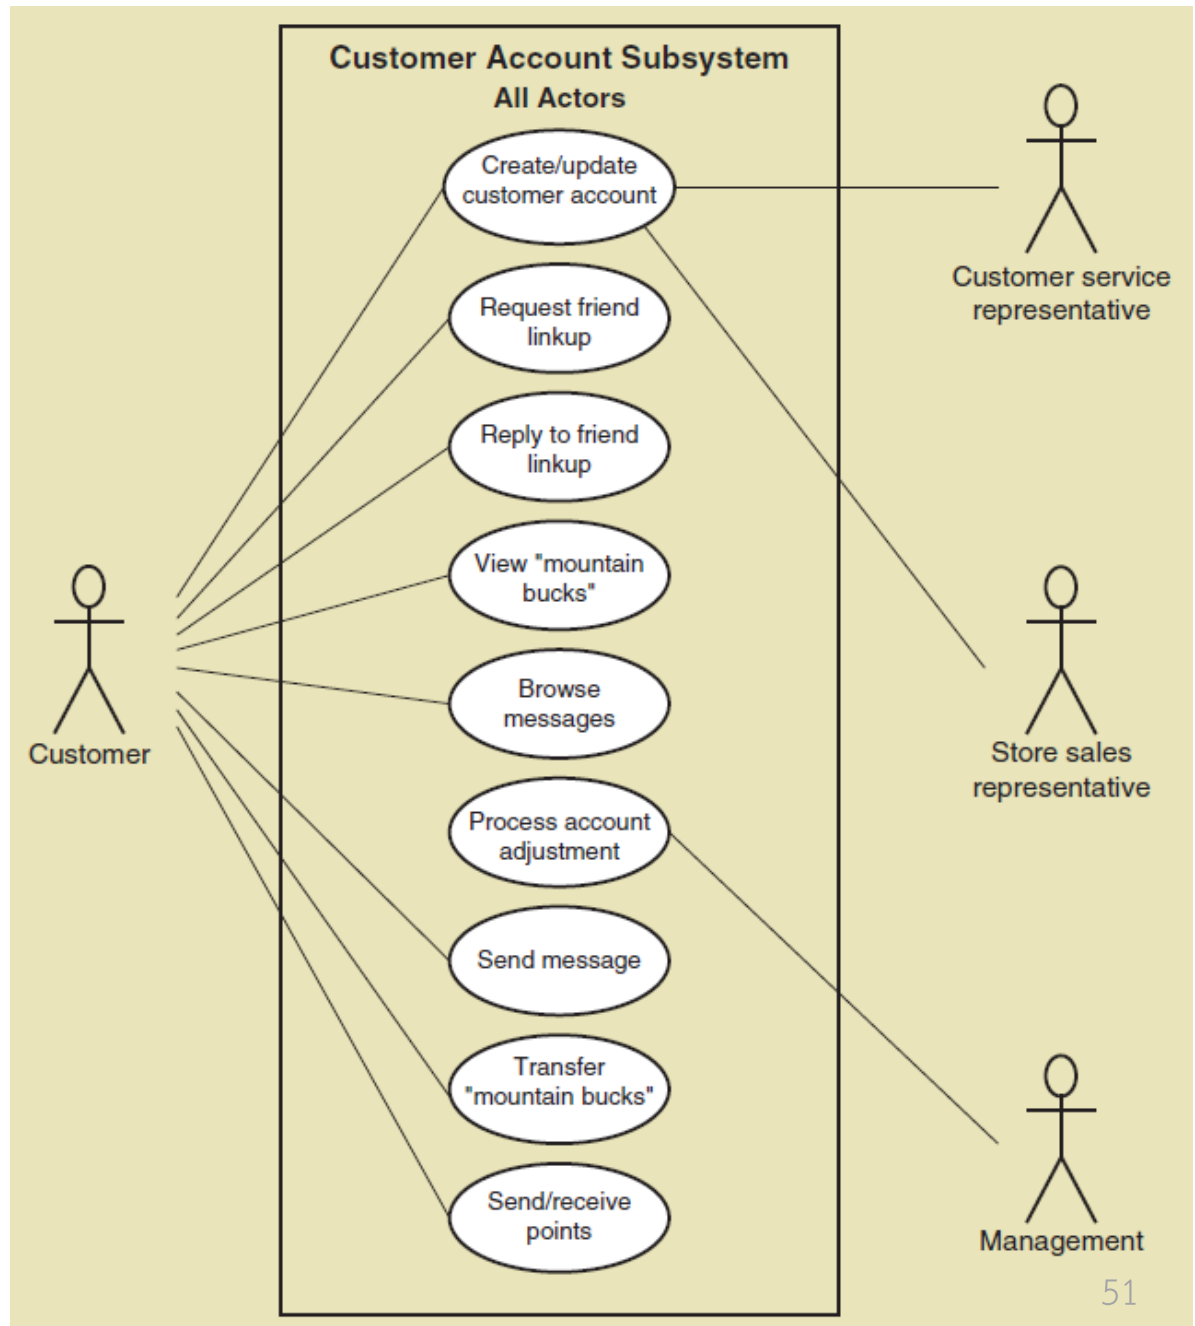 Customer Account Subsystem
All Actors
Create/update
customer account
Customer service
representative
Request friend
linkup
Reply to friend
linkup
View "mountain
bucks"
Browse
messages
Customer
Store sales
representative
Process account
adjustment
Send message
Transfer
"mountain bucks"
Send/receive
points
Management
51